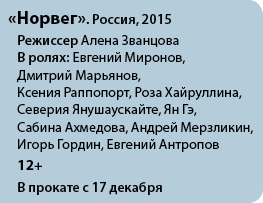 «Норвег». Россия, 2015
Режиссер Алена Званцова
В ролях: Евгений Миронов,
Дмитрий Марьянов,
Ксения Раппопорт, Роза Хайруллина,
Северия Янушаускайте, Ян Гэ,
Сабина Ахмедова, Андрей Мерзликин,
Игорь Гордин, Евгений Антропов
12+
В прокате с 17 декабря